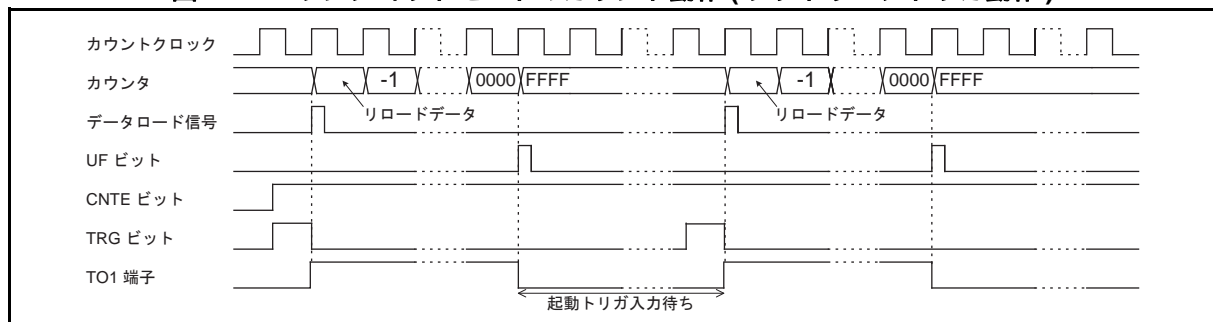 カウントクロック
カウンタ
-1
0000
FFFF
-1
0000
FFFF
リロードデータ
リロードデータ
データロード信号
UF ビット
CNTE ビット
TRG ビット
TO1 端子
起動トリガ入力待ち